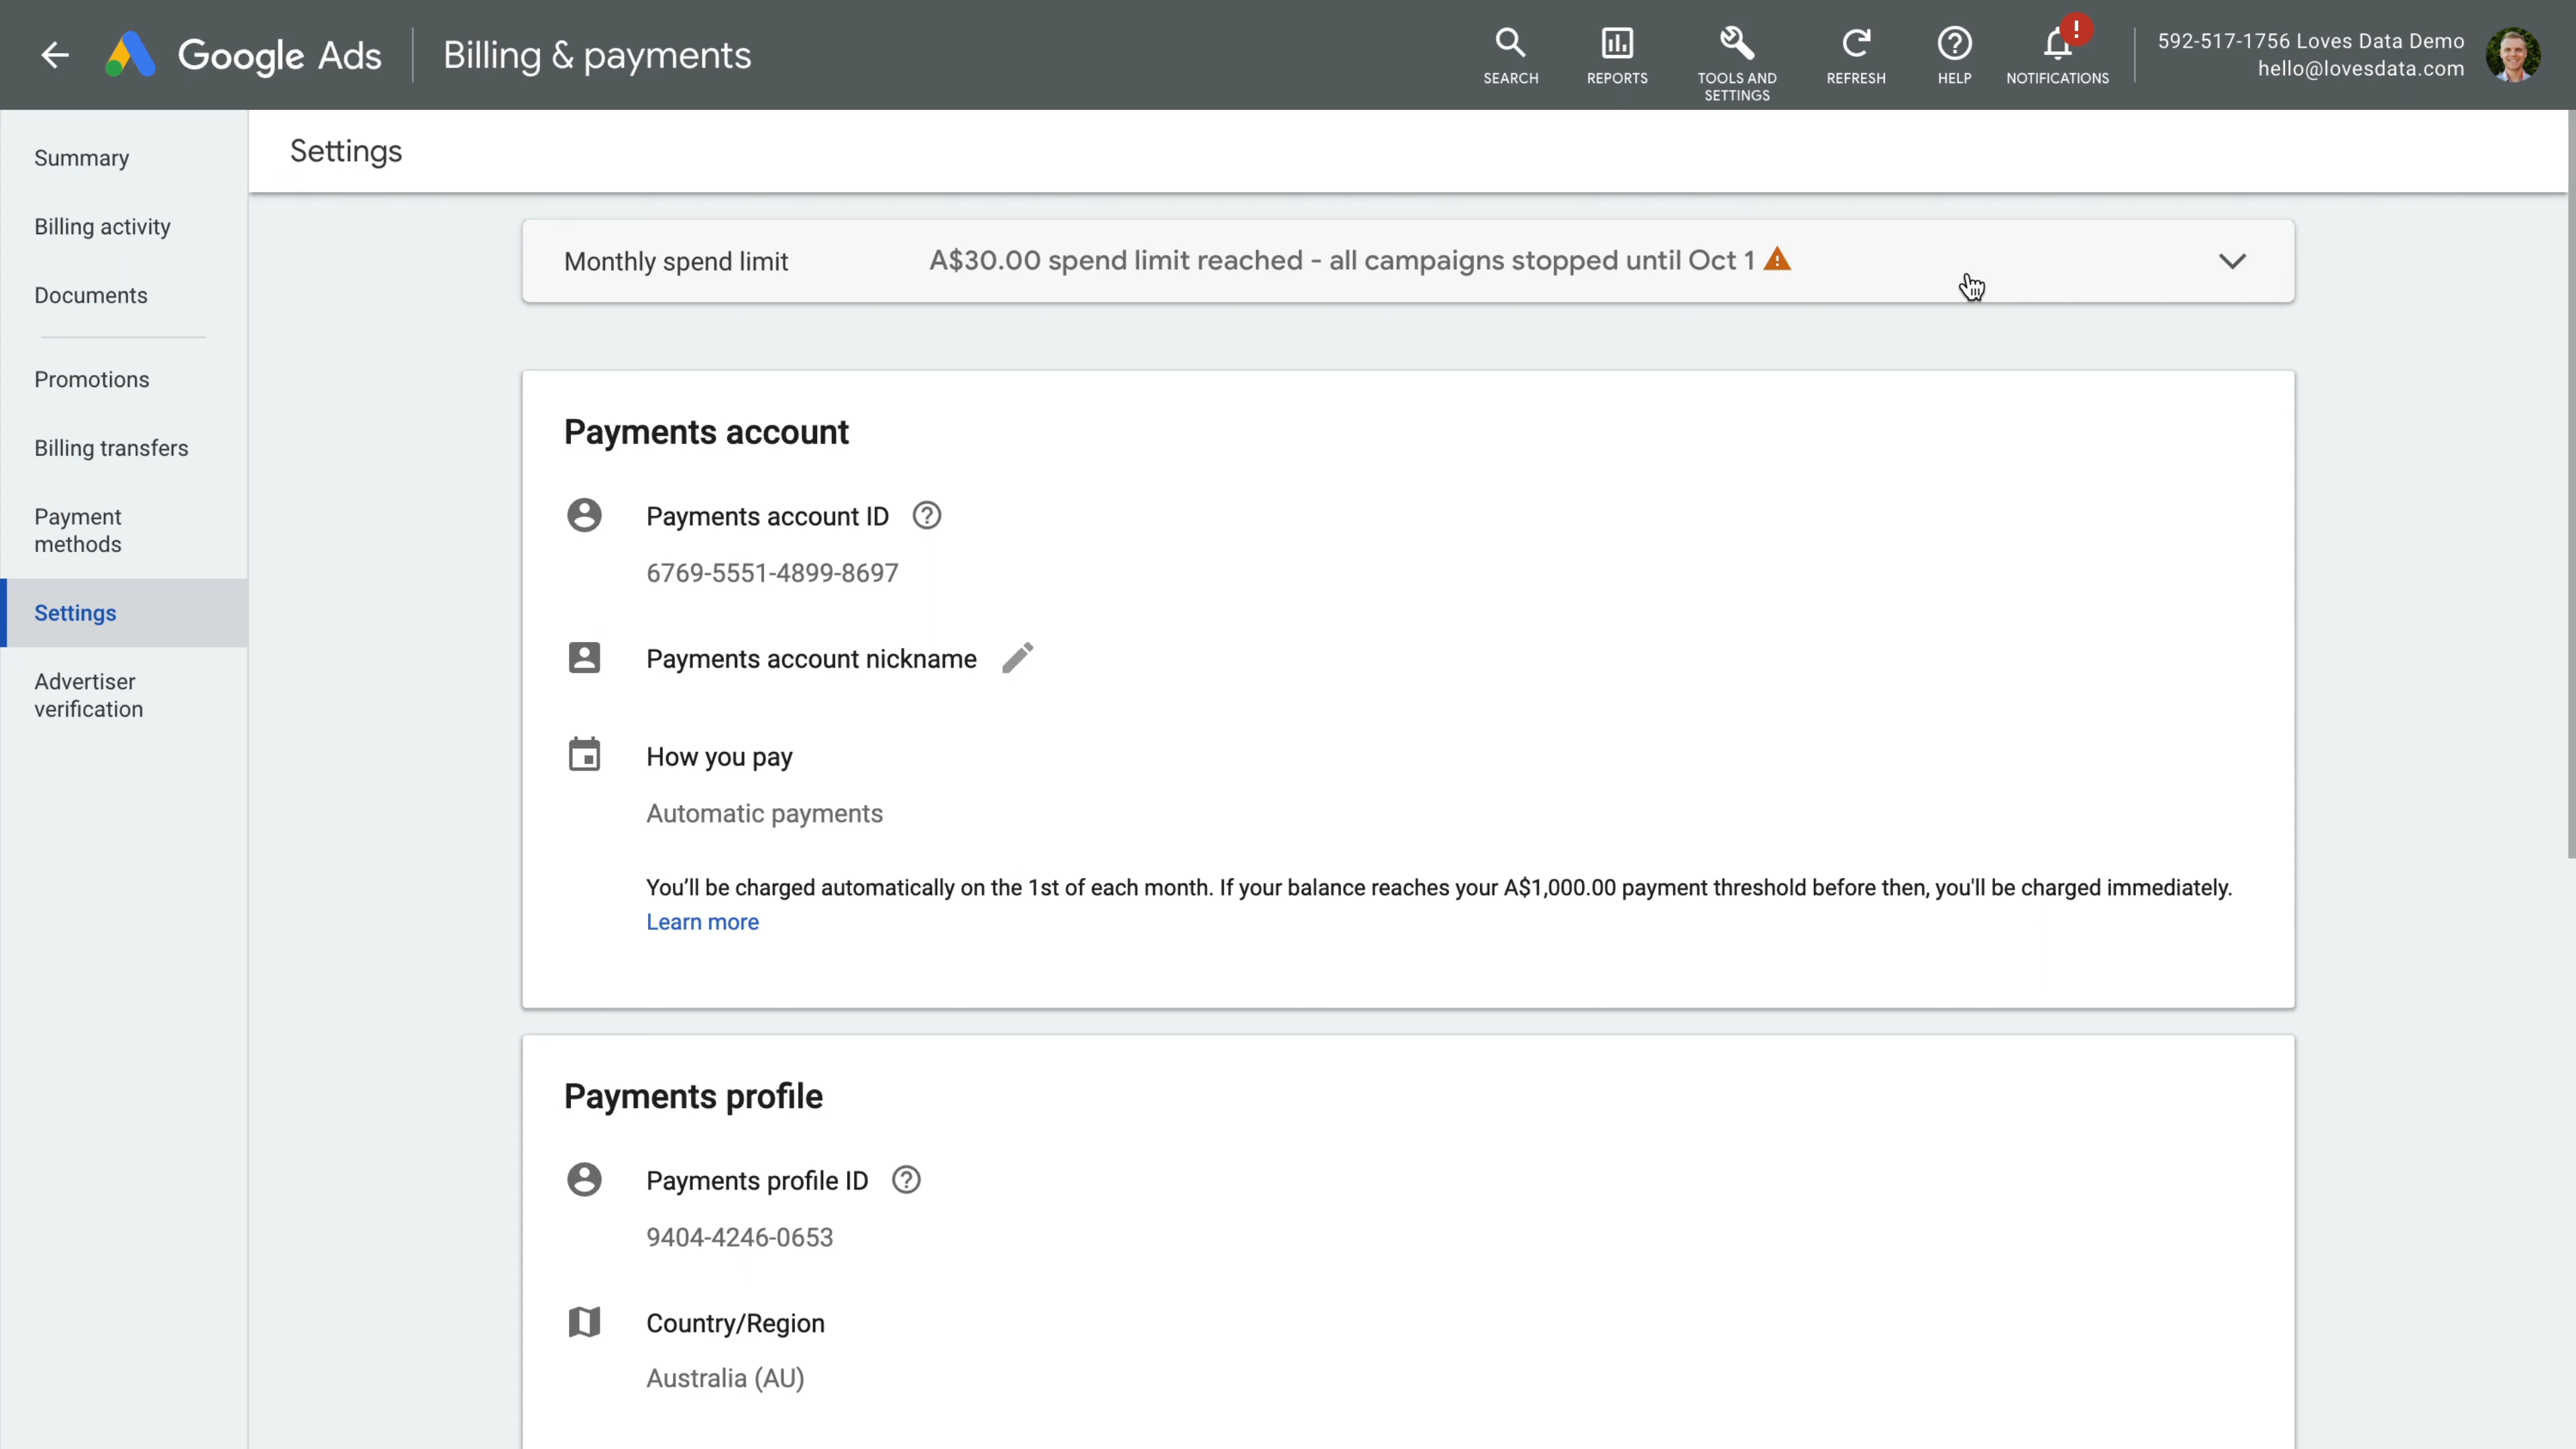 Google Ads
Billing & payments
SEARCH
REPORTS
TOOLS AND
SETTINGS
REFRESH
HELP
!
NOTIFICATIONS
592-517-1756 Loves Data Demo
hello@lovesdata.com
Summary
Billing activity
Documents
Promotions
Billing transfers
Payment
methods
Settings
Advertiser
verification
Settings
Monthly spend limit
A$30.00 spend limit reached - all campaigns stopped until Oct 1
Payments account
Payments account ID
6769-5551-4899-8697
Payments account nickname
How you pay
Automatic payments
You'll be charged automatically on the 1st of each month. If your balance reaches your A$1,000.00 payment threshold before then, you'll be charged immediately.
Learn more
Payments profile
Payments profile ID
9404-4246-0653
Country/Region
Australia (AU)